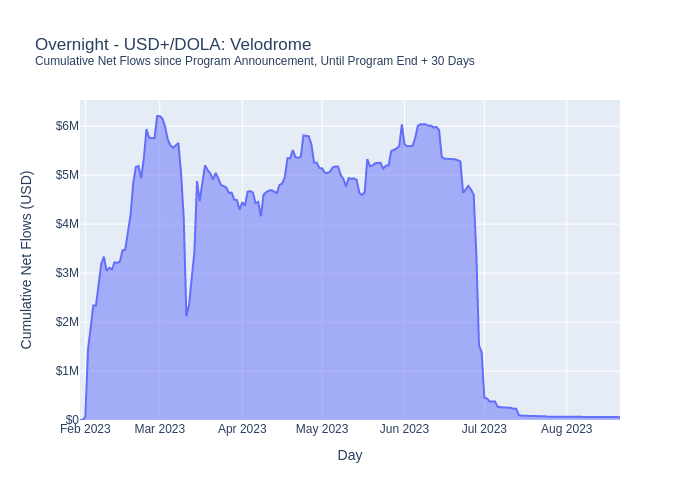 Overnight - USD+/DOLA: Velodrome
Cumulative Net Flows since Program Announcement, Until Program End + 30 Days
Cumulative Net Flows (USD)
$6M
$5M
$4M
$3M
$2M
$1M
$0
Feb 2023 Mar 2023 Apr 2023 May 2023 Jun 2023 Jul 2023 Aug 2023
Day